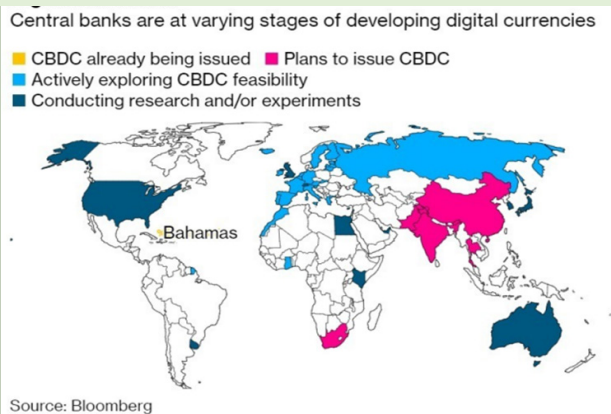 Central banks are at varying stages of developing digital currencies
CBDC already being issued Plans to issue CBDC
Actively exploring CBDC feasibility
Conducting research and/or experiments
Bahamas
Source: Bloomberg